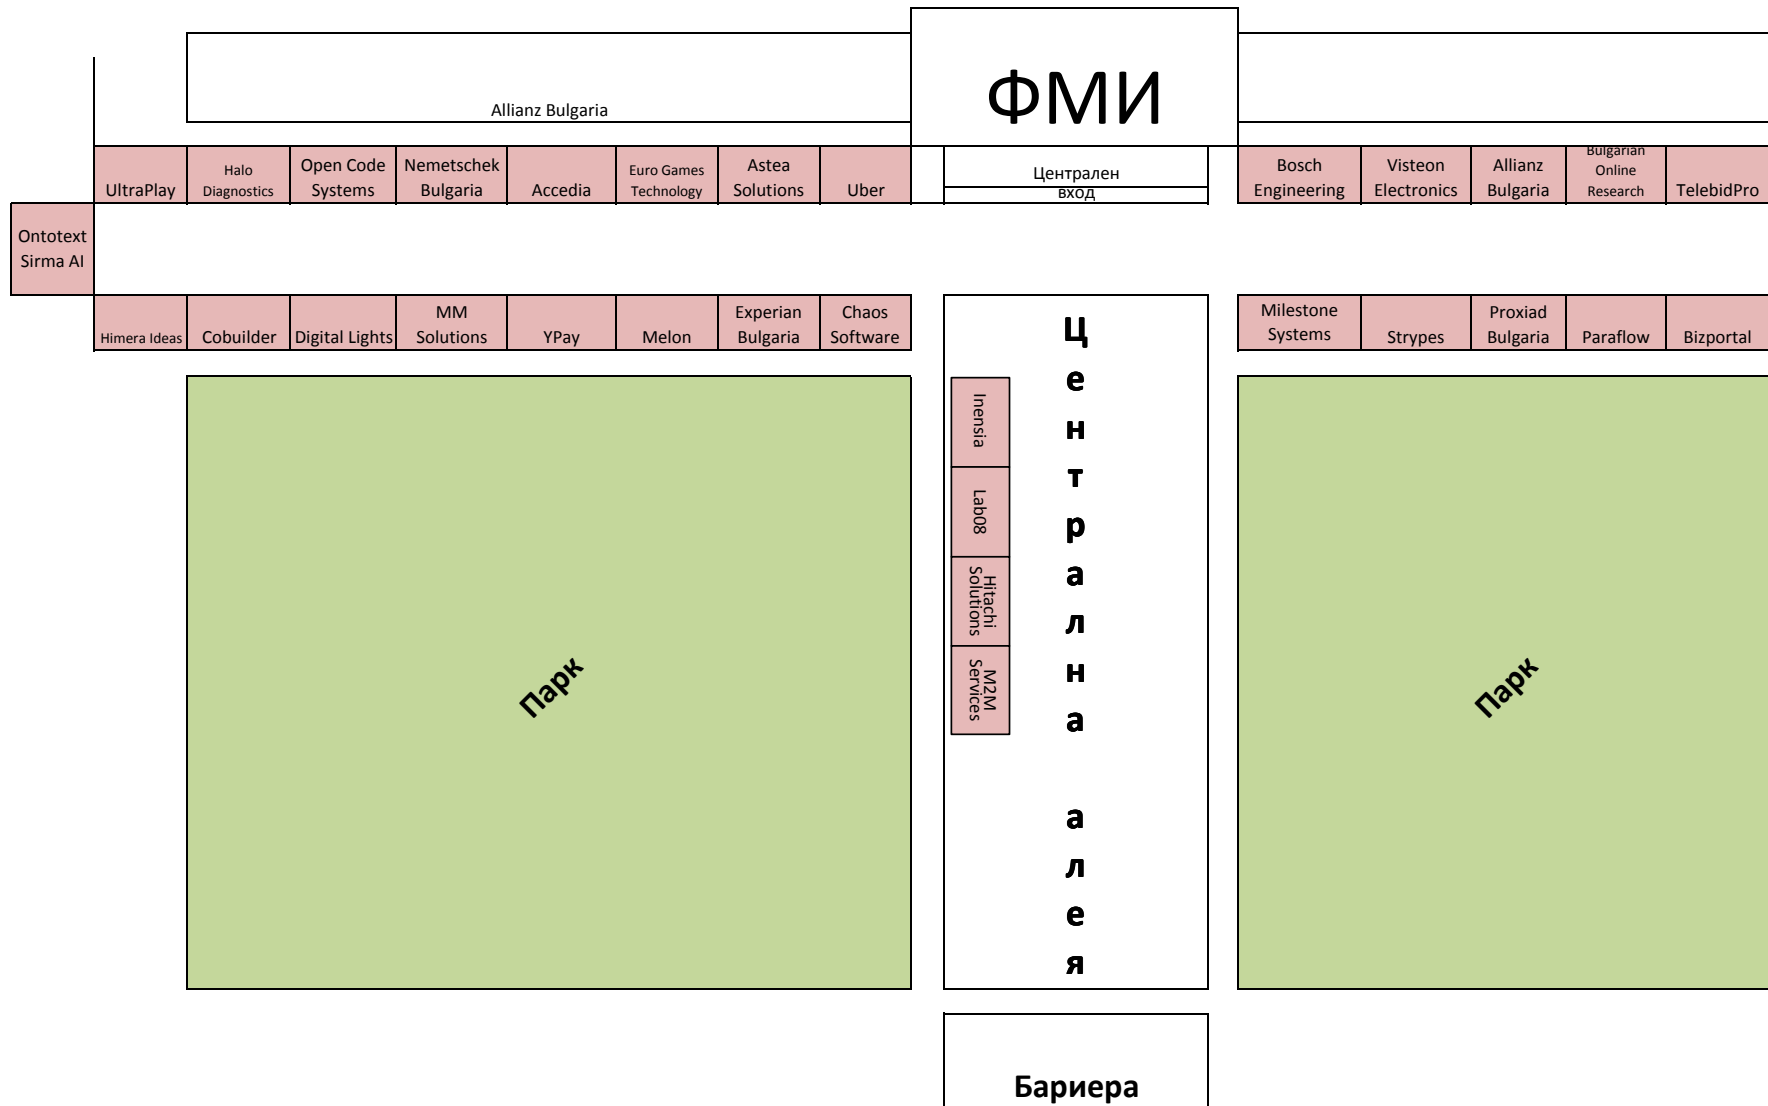 ФМИ
Allianz Bulgaria
UltraPlay
Halo
Diagnostics
Open Code
Systems
Nemetschek
Bulgaria
Accedia
Euro Games
Technology
Astea
Solutions
Uber
Централен
вход
Bosch
Engineering
Visteon
Electronics
Allianz
Bulgaria
Bulgarian
Online
Research
TelebidPro
Ontotext
Sirma AI
Himera Ideas
Cobuilder
Digital Lights
MM
Solutions
YPay
Melon
Experian
Bulgaria
Chaos
Software
Milestone
Systems
Strypes
Proxiad
Bulgaria
Paraflow
Bizportal
Централна алея
Inensia
Lab08
Hitachi
Solutions
M2M
Services
Парк
Парк
Бариера